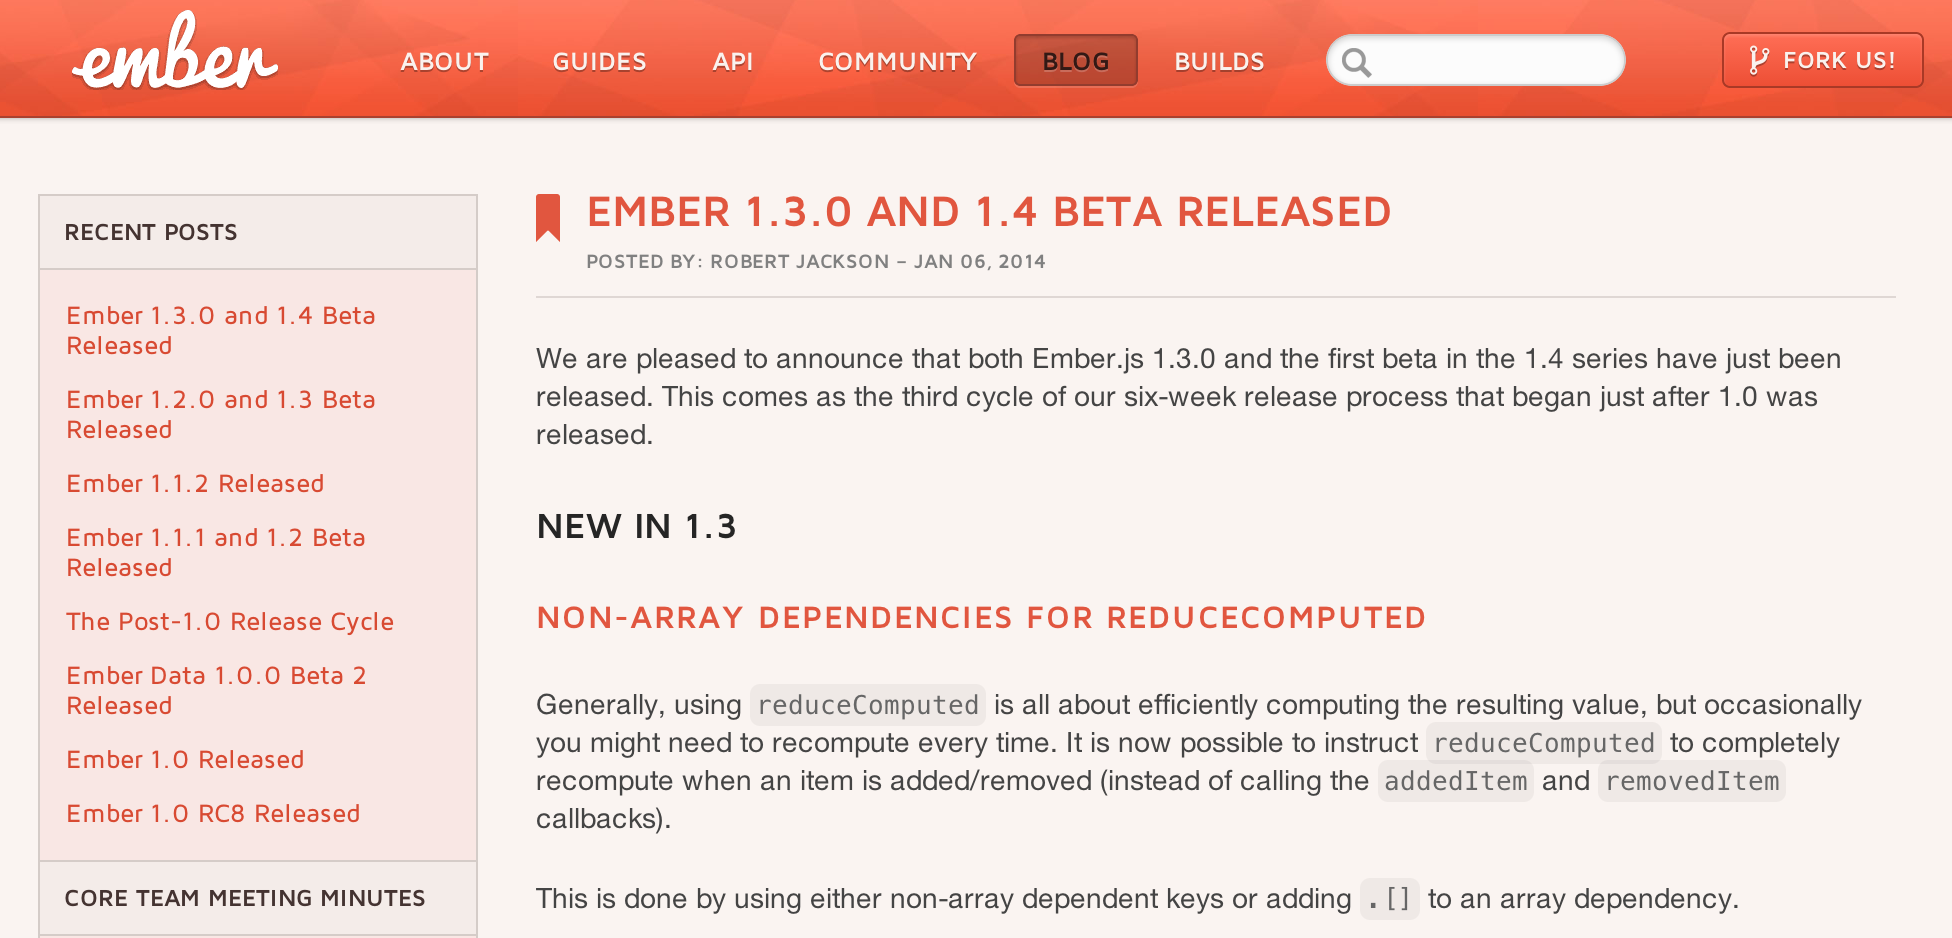 ember
ABOUT GUIDES API COMMUNITY BLOG BUILDS FORK US!
RECENT POSTS
Ember 1.3.0 and 1.4 Beta
Released
Ember 1.2.0 and 1.3 Beta
Released
Ember 1.1.2 Released
Ember 1.1.1 and 1.2 Beta
Released
The Post-1.0 Release Cycle
Ember Data 1.0.0 Beta 2
Released
Ember 1.0 Released
Ember 1.0 RC8 Released
CORE TEAM MEETING MINUTES
EMBER 1.3.0 AND 1.4 BETA RELEASED
POSTED BY: ROBERT JACKSON – JAN 06, 2014
We are pleased to announce that both Ember.js 1.3.0 and the first beta in the 1.4 series have just been
released. This comes as the third cycle of our six-week release process that began just after 1.0 was
released.
NEW IN 1.3
NON-ARRAY DEPENDENCIES FOR REDUCECOMPUTED
Generally, using reduceComputed is all about efficiently computing the resulting value, but occasionally
you might need to recompute every time. It is now possible to instruct reduceComputed to completely
recompute when an item is added/removed (instead of calling the addedItem and removedItem
callbacks).
This is done by using either non-array dependent keys or adding .[] to an array dependency.